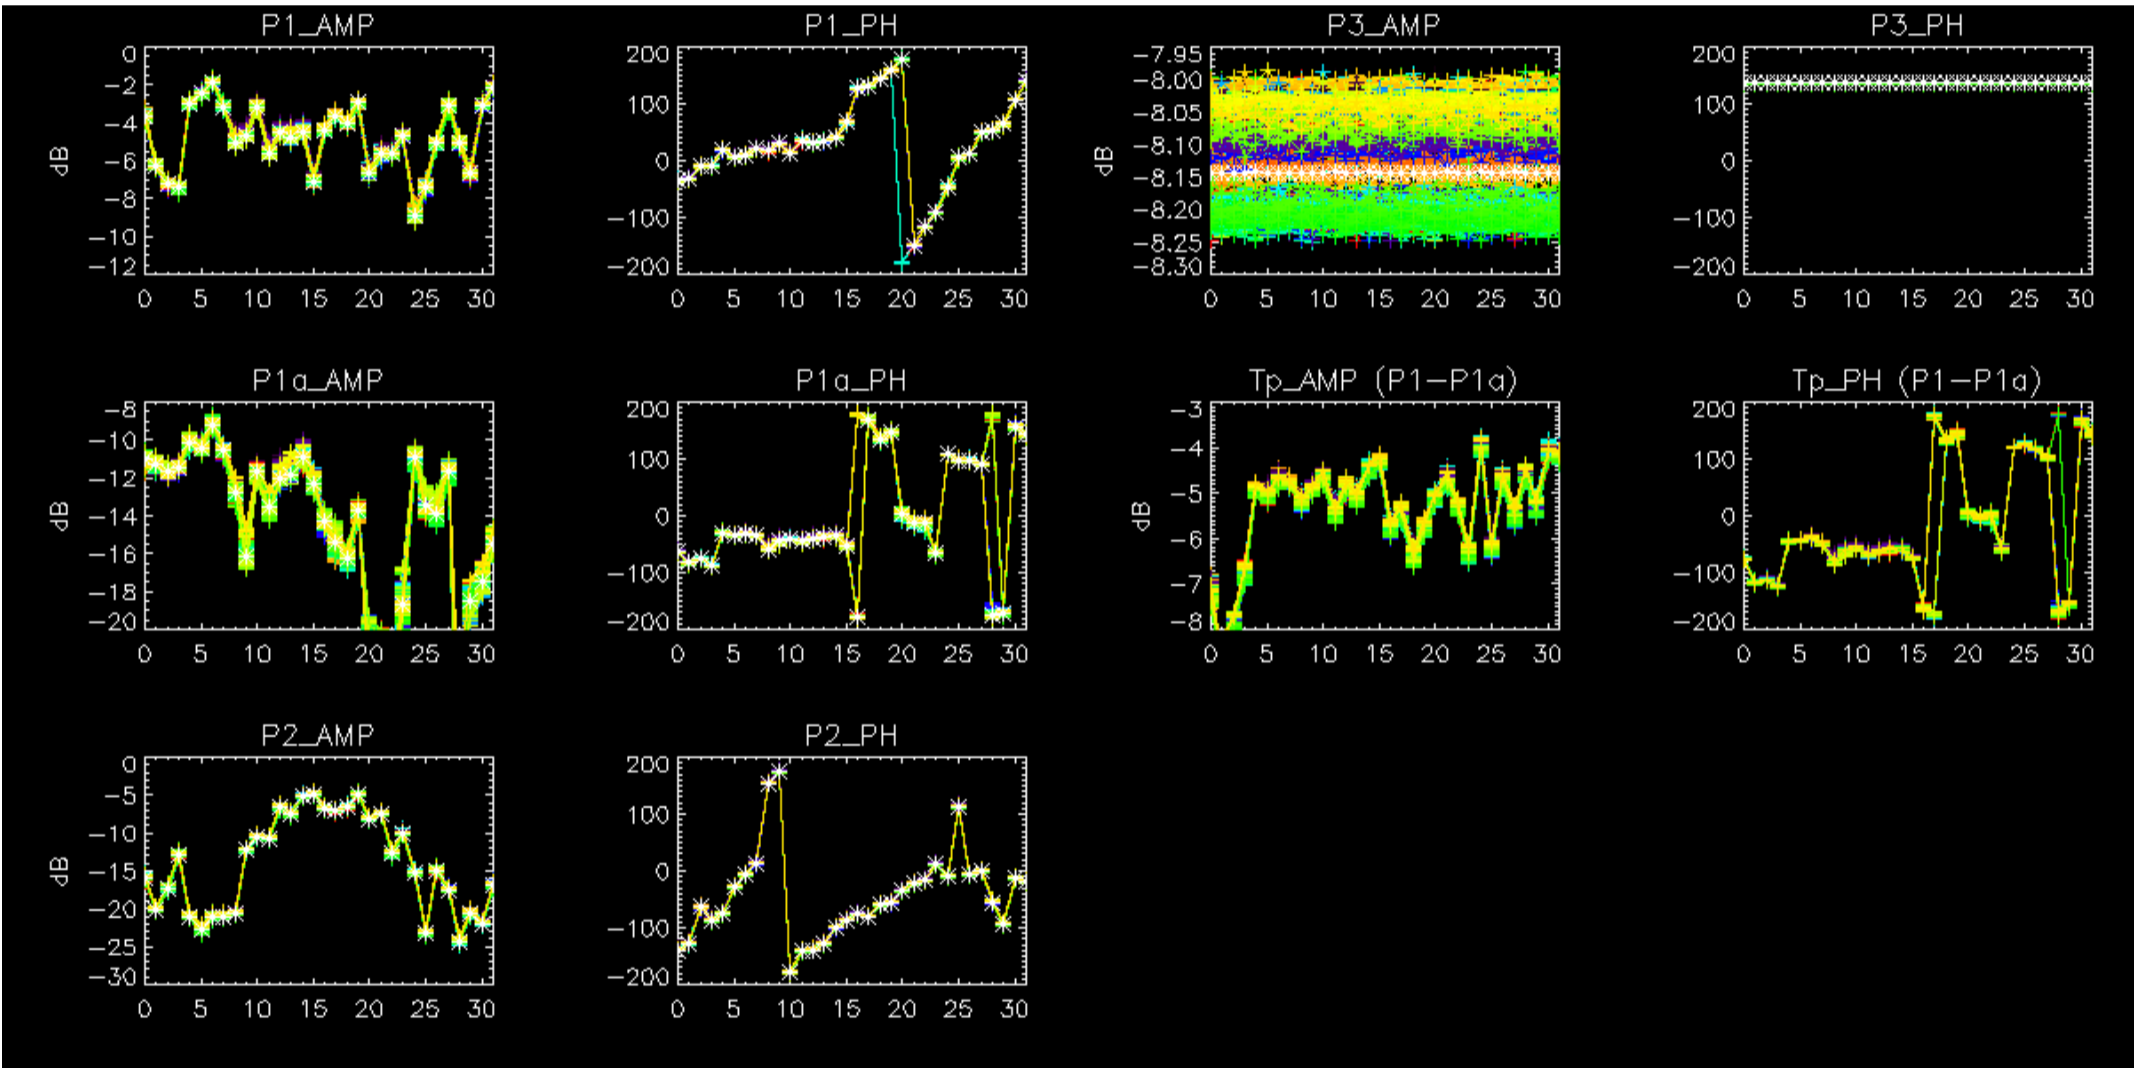 P1_AMP
0
−2
−4
−6
−8
−10
−12
dB
0 5 10 15 20 25 30
P1_PH
200
100
0
−100
−200
0 5 10 15 20 25 30
P3_AMP
−7.95
−8.00
−8.05
−8.10
−8.15
−8.20
−8.25
−8.30
dB
0 5 10 15 20 25 30
P3_PH
200
100
0
−100
−200
0 5 10 15 20 25 30
P1a_AMP
−8
−10
−12
−14
−16
−18
−20
dB
0 5 10 15 20 25 30
P1a_PH
200
100
0
−100
−200
0 5 10 15 20 25 30
Tp_AMP (P1−P1a)
−3
−4
−5
−6
−7
−8
dB
0 5 10 15 20 25 30
Tp_PH (P1−P1a)
200
100
0
−100
−200
0 5 10 15 20 25 30
P2_AMP
0
−5
−10
−15
−20
−25
−30
dB
0 5 10 15 20 25 30
P2_PH
200
100
0
−100
−200
0 5 10 15 20 25 30